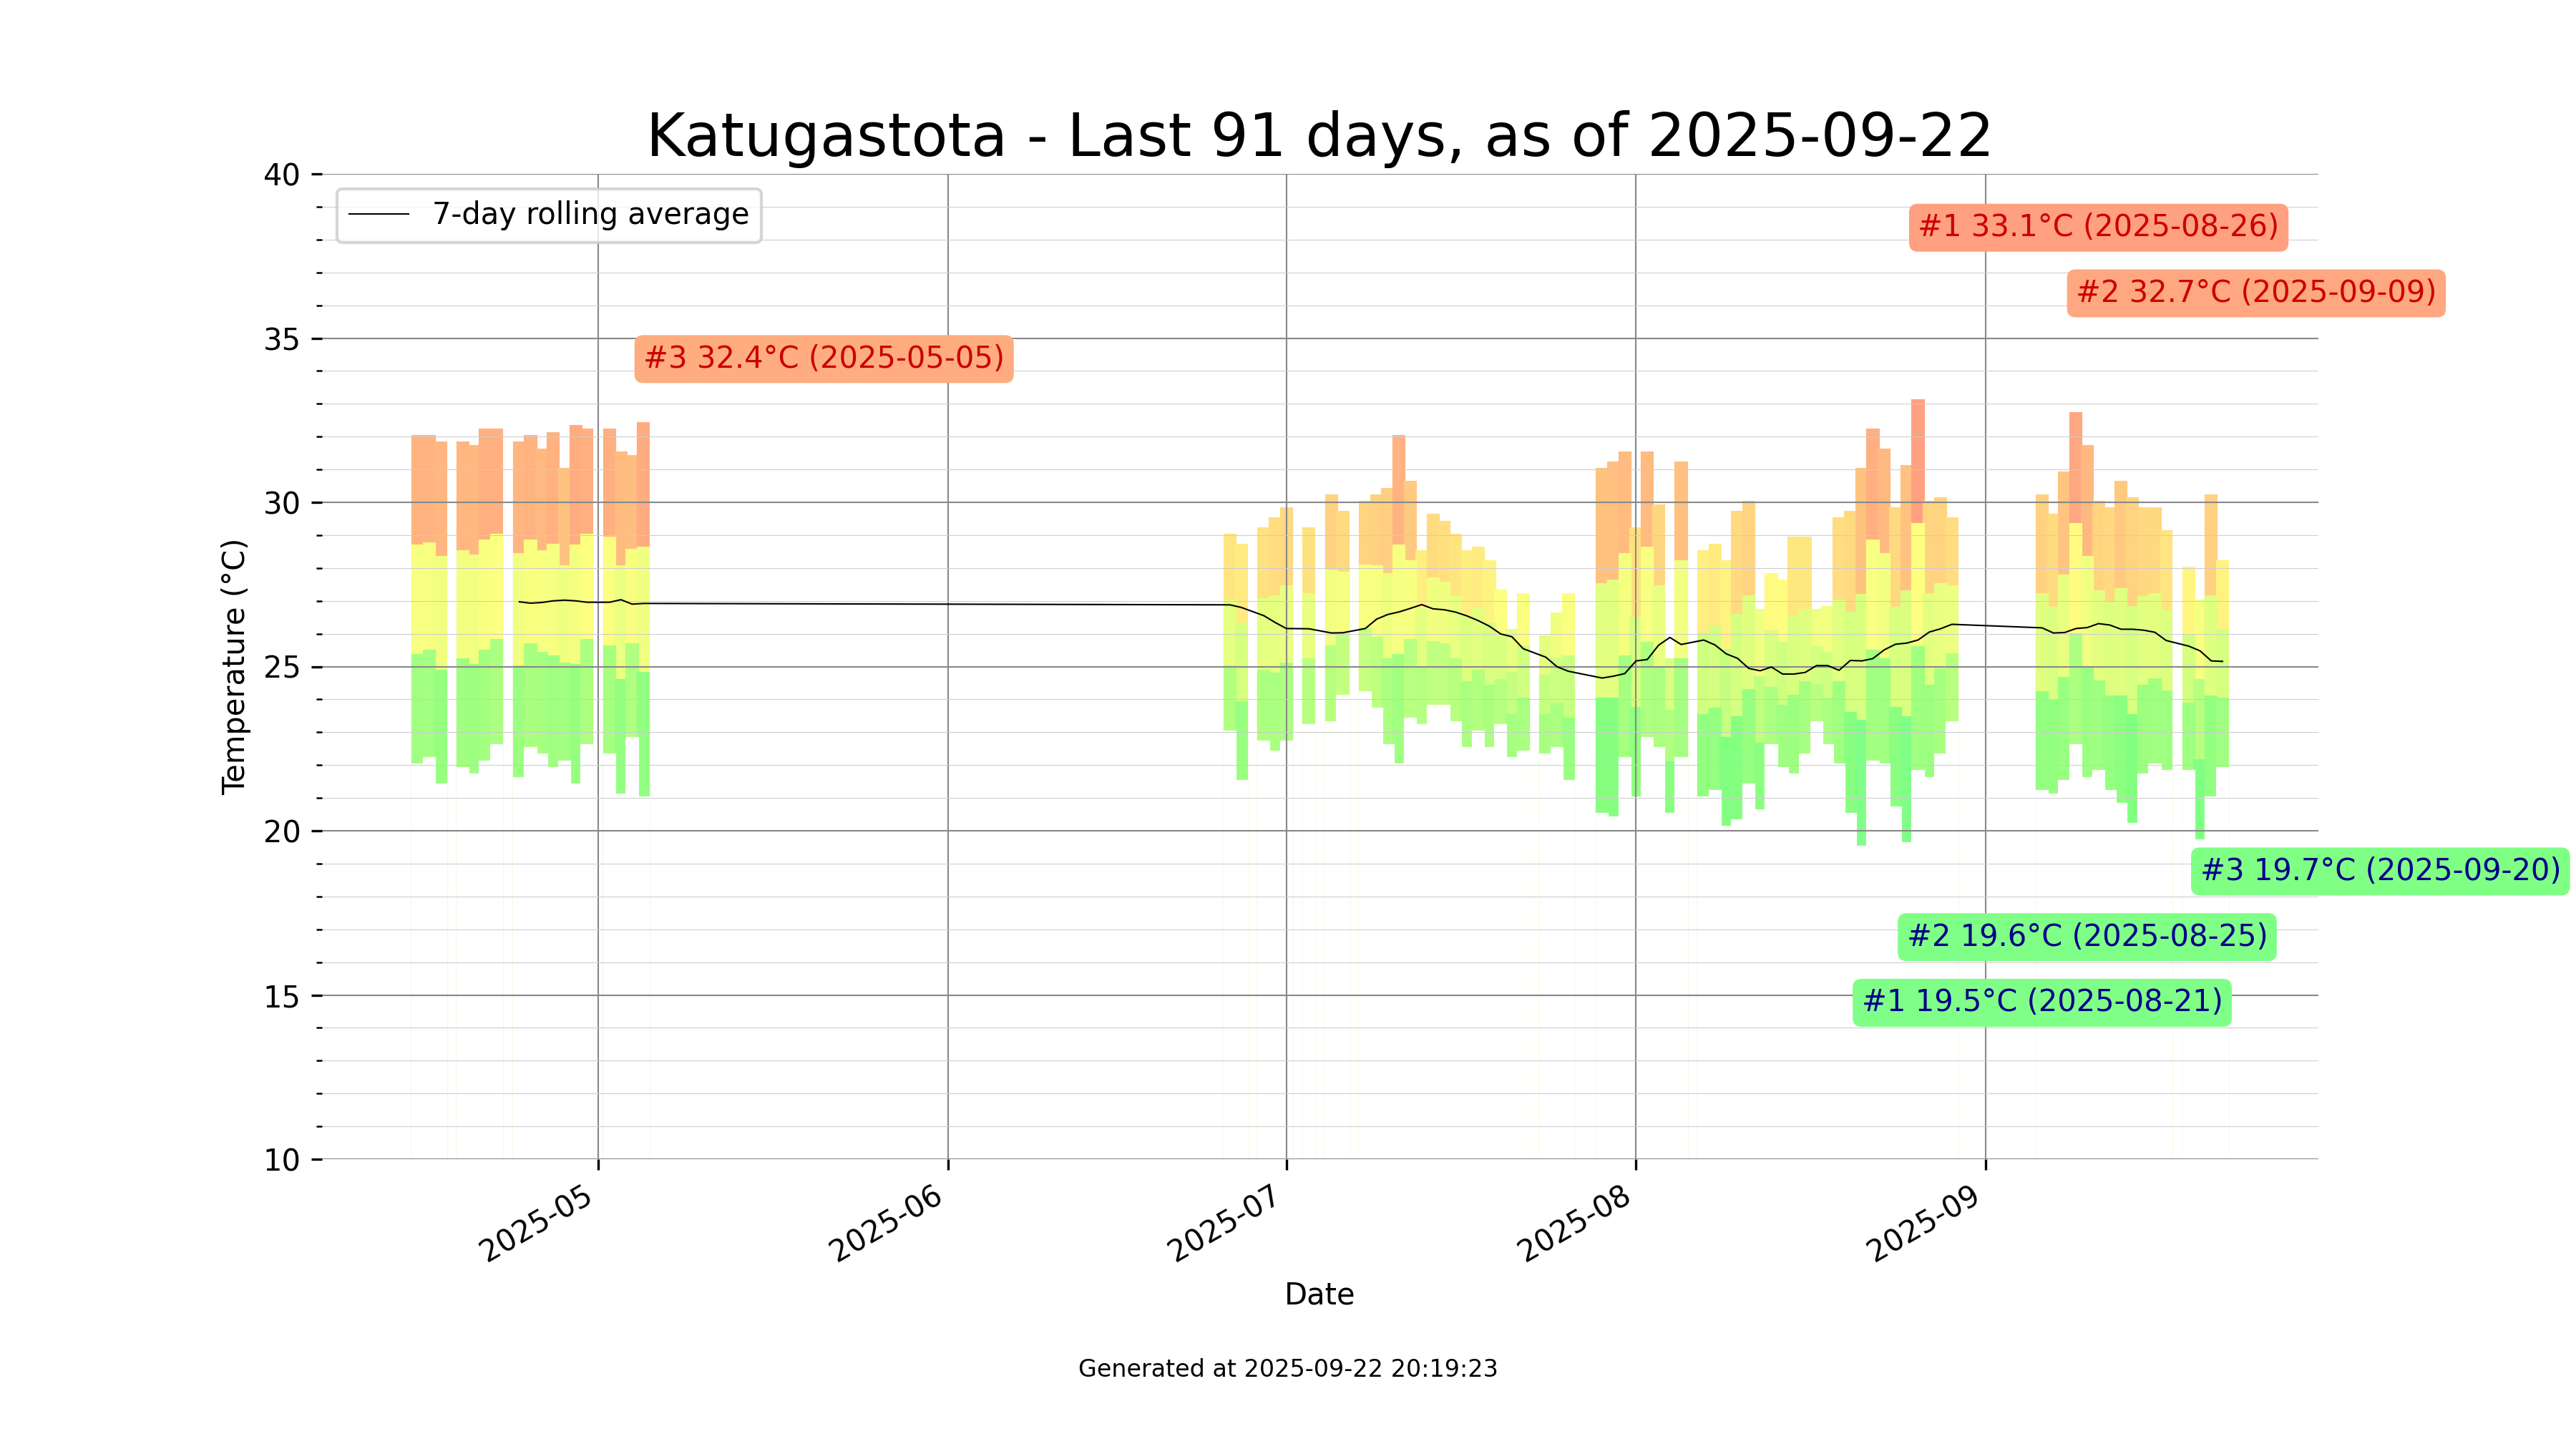 Katugastota - Last 91 days, as of 2025-09-22
7-day rolling average
#1 33.1°C (2025-08-26)
#2 32.7°C (2025-09-09)
#3 32.4°C (2025-05-05)
#3 19.7°C (2025-09-20)
#2 19.6°C (2025-08-25)
#1 19.5°C (2025-08-21)
Temperature (°C)
40
35
30
25
20
15
10
2025-05
2025-06
2025-07
2025-08
2025-09
Date
Generated at 2025-09-22 20:19:23